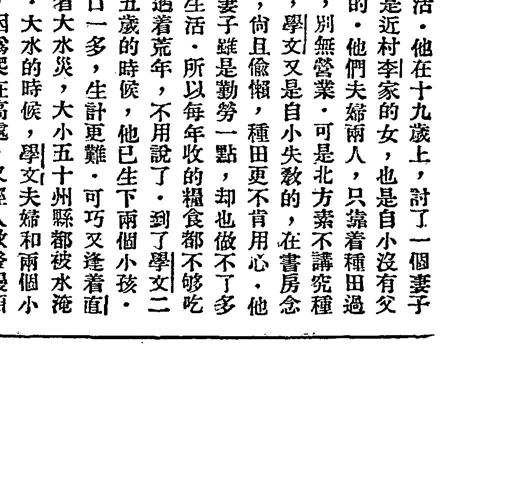 活．他在十九歲上，討了一個妻子
是近村李家的女，也是自小沒有父
的．他們夫婦兩人，只靠着種田過
，別無營業．可是北方素不講究種
，學文又是自小失教的，在書房念
，尙且偸懶，種田更不肯用心．他
妻子雖是勤勞一點，却也做不了多
生活．所以每年收的糧食都不够吃
遇着荒年，不用說了．到了學文二
五歲的時候，他已生下兩個小孩．
口一多，生計更難．可巧又逢着直
着大水災，大小五十州縣都被水淹
．大水的時候，學文夫婦和兩個小
在高處